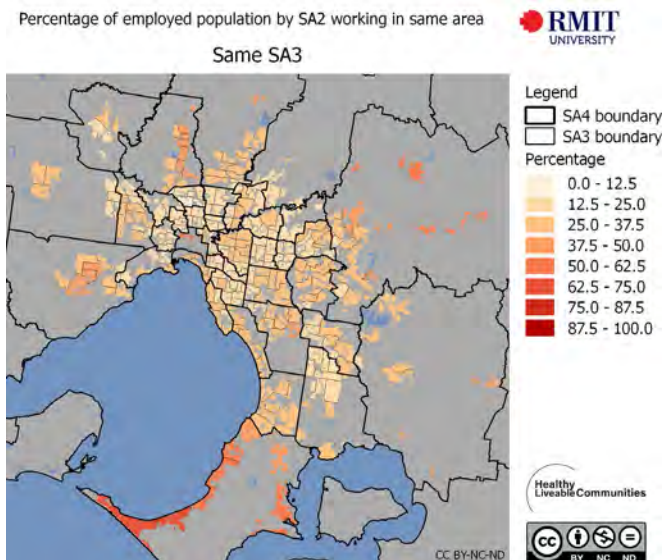 Percentage of employed population by SA2 working in same area
RMIT
UNIVERSITY
Same SA3
Legend
SA4 boundary
SA3 boundary
Percentage
0.0 - 12.5
12.5 - 25.0
25.0 - 37.5
37.5 - 50.0
50.0 - 62.5
62.5 - 75.0
75.0 - 87.5
87.5 - 100.0
Healthy
Liveable Communities
CC BY-NC-ND
cc
BY NC ND